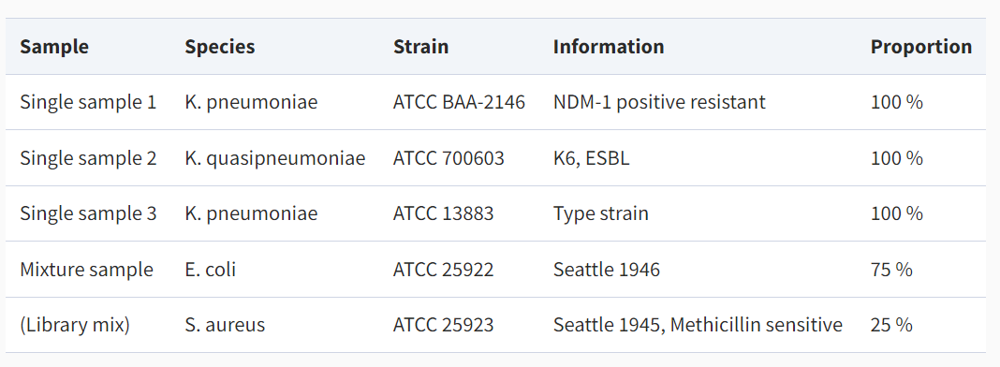 Sample Species Strain Information Proportion
Single sample 1 K. pneumoniae ATCC BAA-2146 NDM-1 positive resistant 100 %
Single sample 2 K. quasipneumoniae ATCC 700603 K6, ESBL 100 %
Single sample 3 K. pneumoniae ATCC 13883 Type strain 100 %
Mixture sample E. coli ATCC 25922 Seattle 1946 75 %
(Library mix) S. aureus ATCC 25923 Seattle 1945, Methicillin sensitive 25 %